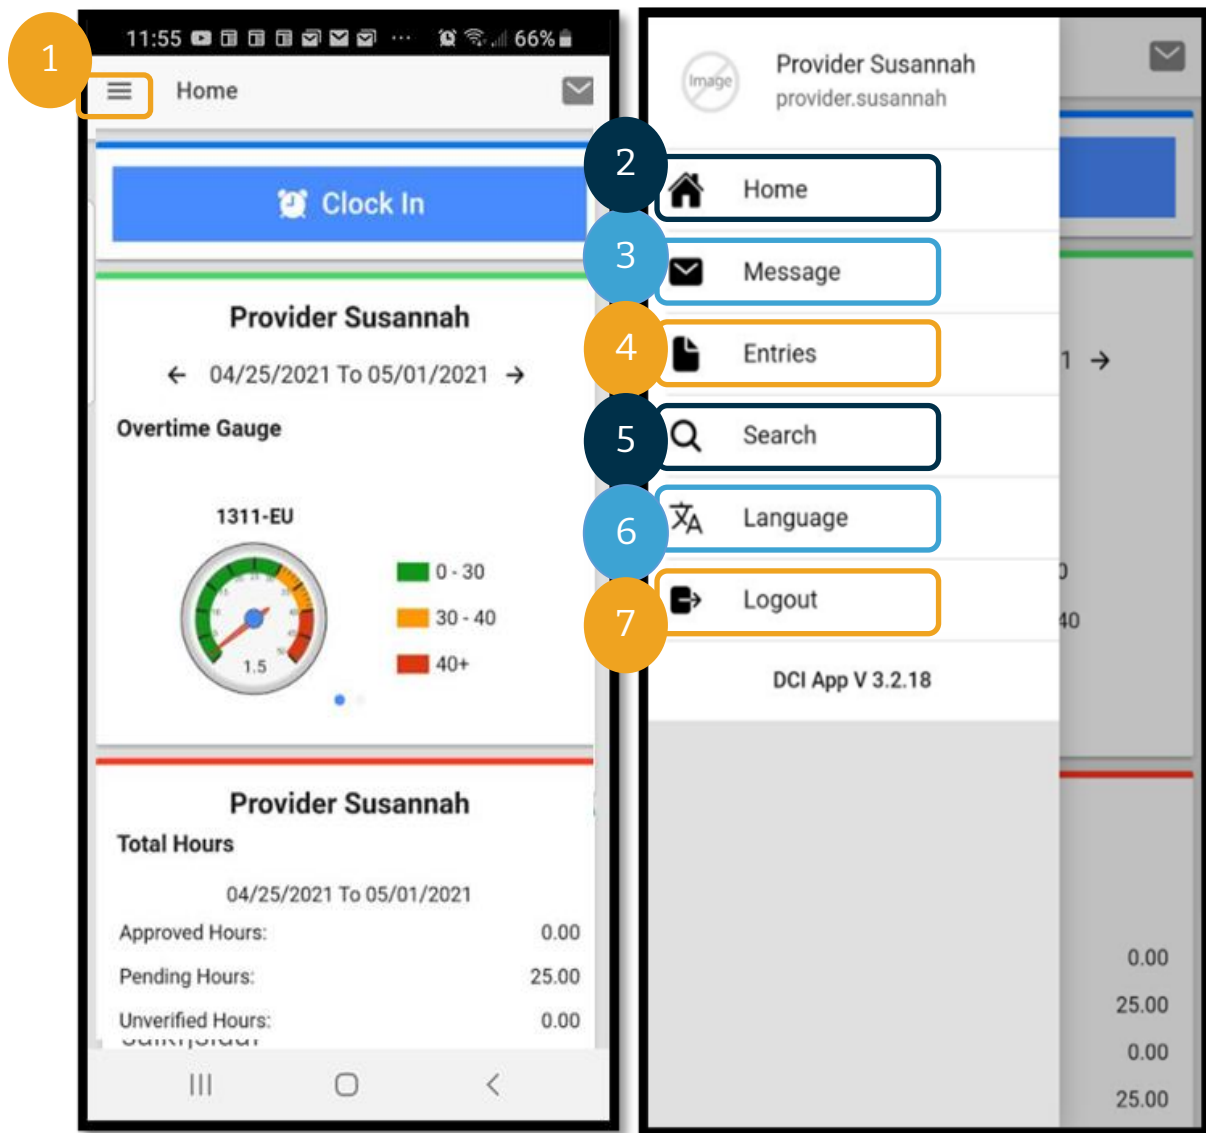 1
11:55 66%
Home
Clock In
Provider Susannah
04/25/2021 To 05/01/2021
Overtime Gauge
1311-EU
0 - 30
30 - 40
40+
1.5
Provider Susannah
Total Hours
04/25/2021 To 05/01/2021
Approved Hours: 0.00
Pending Hours: 25.00
Unverified Hours: 0.00
Image
Provider Susannah
provider.susannah
2 Home
3 Message
4 Entries
5 Search
6 Language
7 Logout
DCI App V 3.2.18
1
0
40
0.00
25.00
0.00
25.00